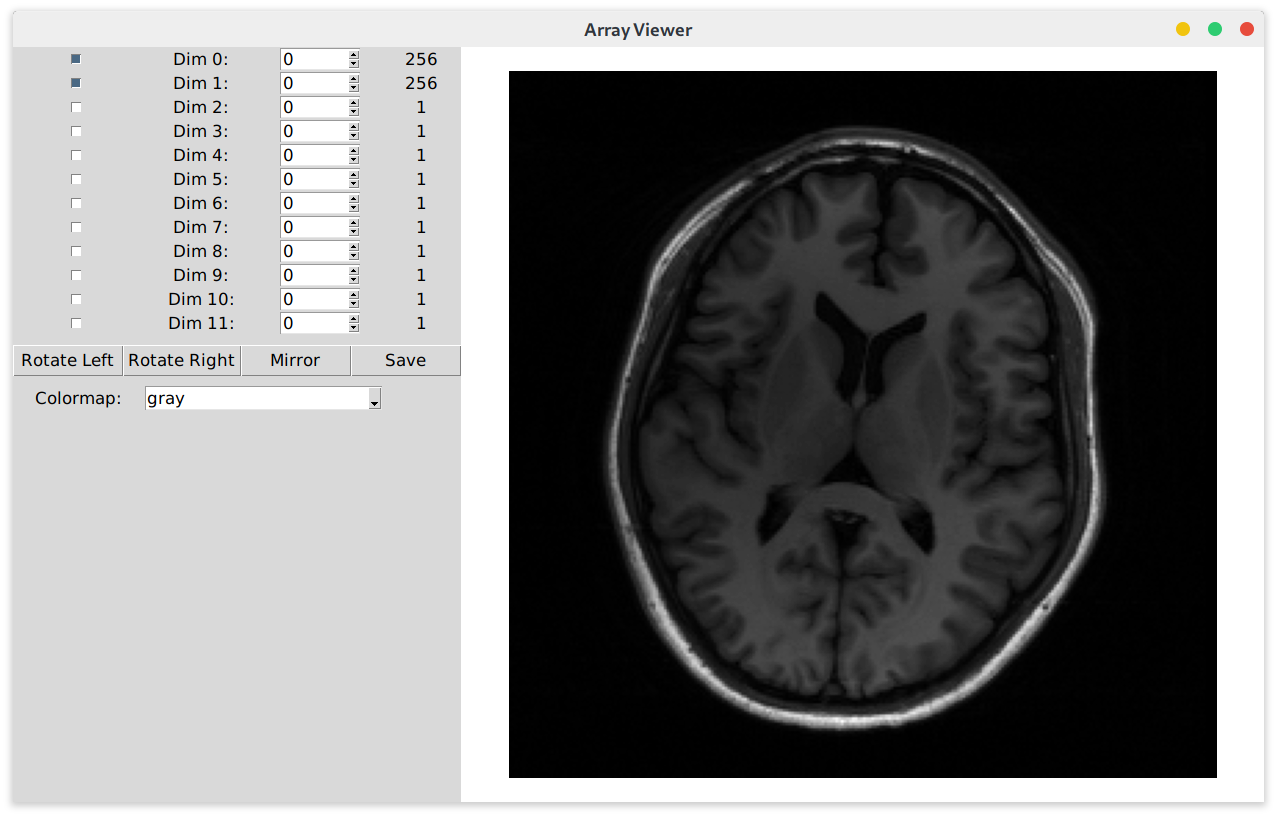 Array Viewer
Dim 0: 0 256
Dim 1: 0 256
Dim 2: 0 1
Dim 3: 0 1
Dim 4: 0 1
Dim 5: 0 1
Dim 6: 0 1
Dim 7: 0 1
Dim 8: 0 1
Dim 9: 0 1
Dim 10: 0 1
Dim 11: 0 1
Rotate Left Rotate Right Mirror Save
Colormap: gray